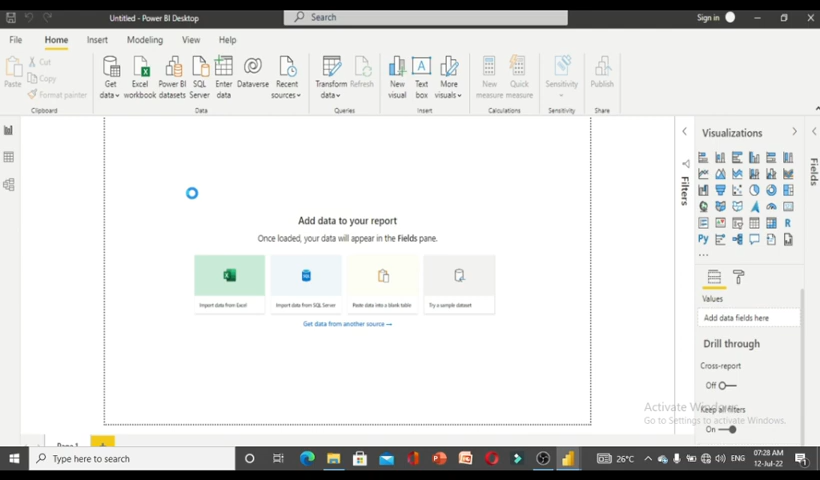 Untitled - Power BI Desktop
Search
Sign in
File
Home
Insert
Modeling
View
Help
Paste
Cut
Copy
Format painter
Clipboard
Get data
Excel workbook
Power BI datasets
SQL Server
Enter data
Dataverse
Recent sources
Data
Transform data
Refresh
Queries
New visual
Text box
More visuals
Insert
New measure
Quick measure
Calculations
Sensitivity
Sensitivity
Publish
Share
Filters
Visualizations
Fields
Add data to your report
Once loaded, your data will appear in the Fields pane.
Import data from Excel
Import data from SQL Server
Paste data into a blank table
Try a sample dataset
Get data from another source →
R
Py
...
Values
Add data fields here
Drill through
Cross-report
Off
Keep all filters
On
Activate Windows
Go to Settings to activate Windows.
Page 1
Type here to search
26°C
ENG
07:28 AM
12-Jul-22